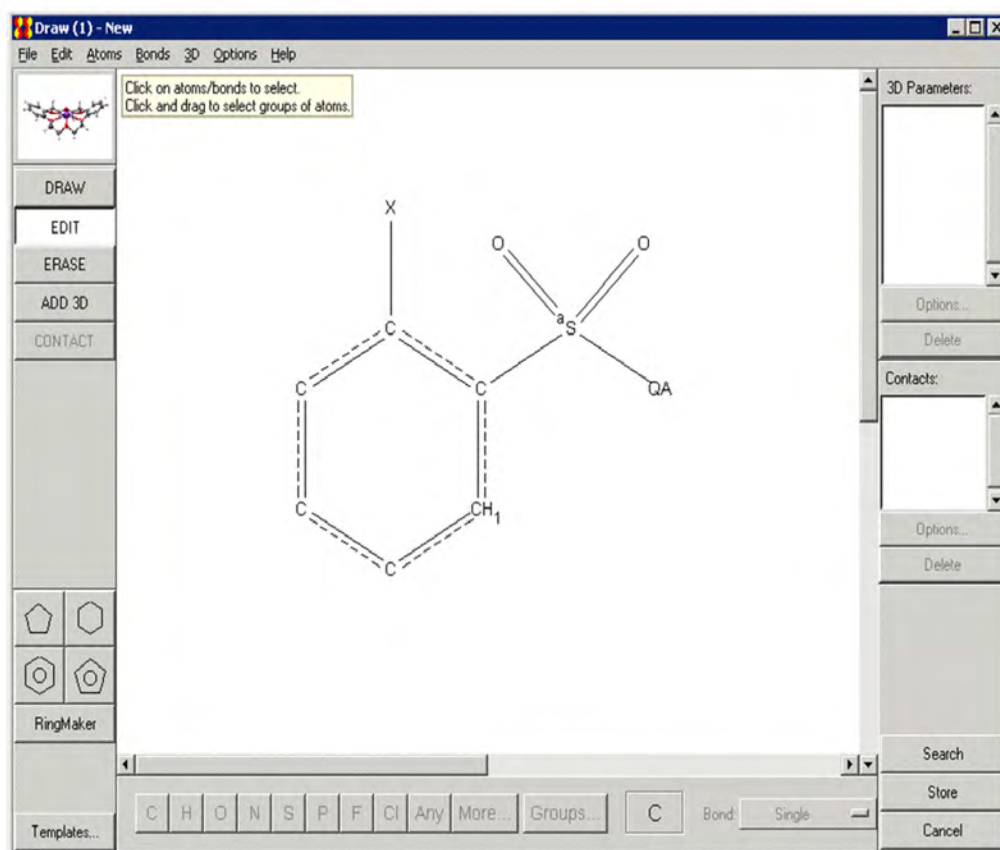 Draw (1) - New
File Edit Atoms Bonds 3D Options Help
Click on atoms/bonds to select.
Click and drag to select groups of atoms.
3D Parameters:
DRAW
EDIT
ERASE
ADD 3D
CONTACT
Options...
Delete
Contacts:
Options...
Delete
X
O O
aS
C
C C QA
C CH1
C
RingMaker
Templates...
C H O N S P F Cl Any More... Groups... C Bond: Single
Search
Store
Cancel